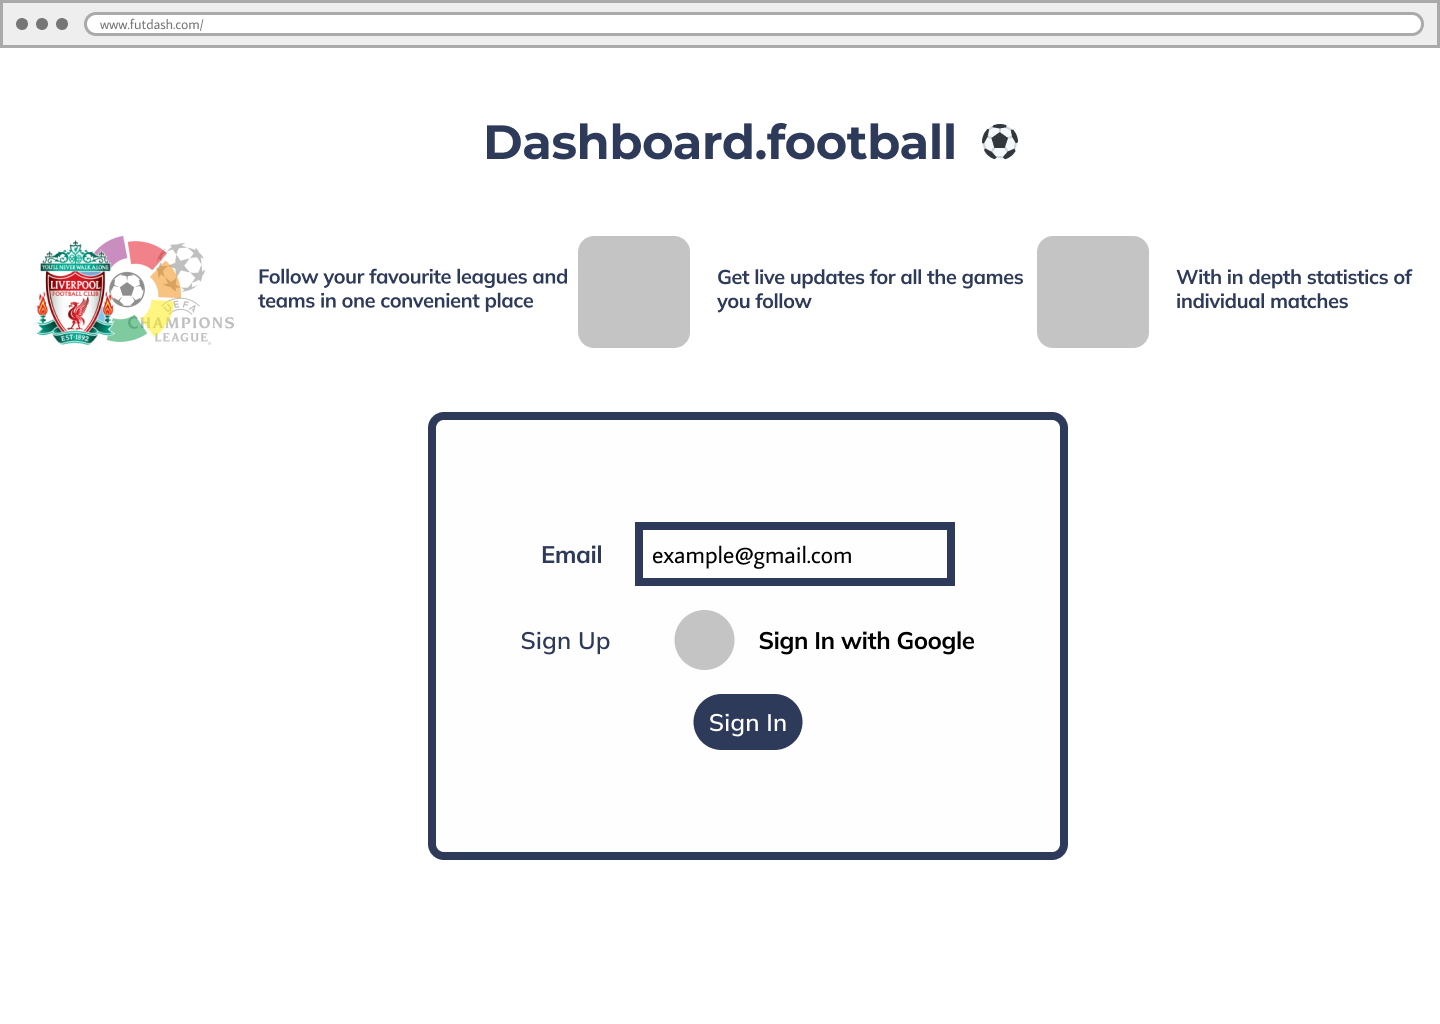 www.futdash.com/
Dashboard.football
YOU'LL NEVER WALK ALONE
LIVERPOOL
FOOTBALL CLUB
EST·1892
UEFA
CHAMPIONS
LEAGUE
Follow your favourite leagues and
teams in one convenient place
Get live updates for all the games
you follow
With in depth statistics of
individual matches
Email
example@gmail.com
Sign Up
Sign In with Google
Sign In